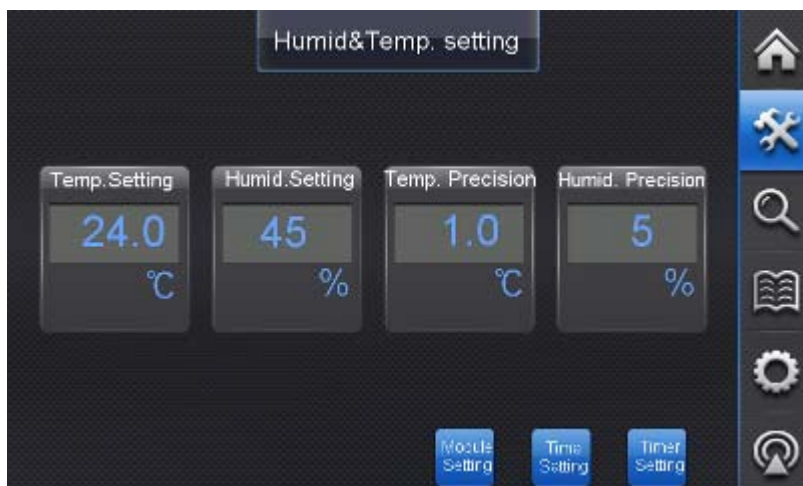 Humid&Temp. setting
Temp.Setting
Humid.Setting
Temp. Precision
Humid. Precision
24.0
45
1.0
5
℃
%
℃
%
Module
Setting
Time
Setting
Timer
Setting